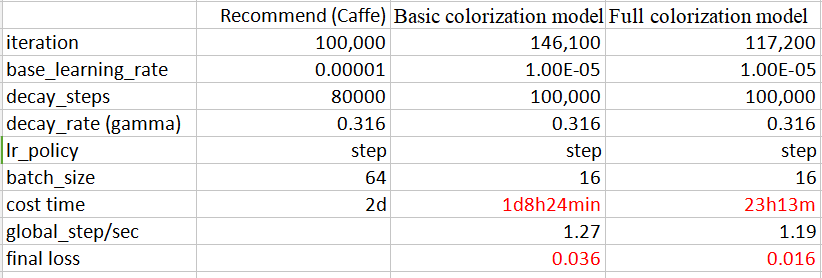 Recommend (Caffe) Basic colorization model Full colorization model
iteration 100,000 146,100 117,200
base_learning_rate 0.00001 1.00E-05 1.00E-05
decay_steps 80000 100,000 100,000
decay_rate (gamma) 0.316 0.316 0.316
lr_policy step step step
batch_size 64 16 16
cost time 2d 1d8h24min 23h13m
global_step/sec 1.27 1.19
final loss 0.036 0.016